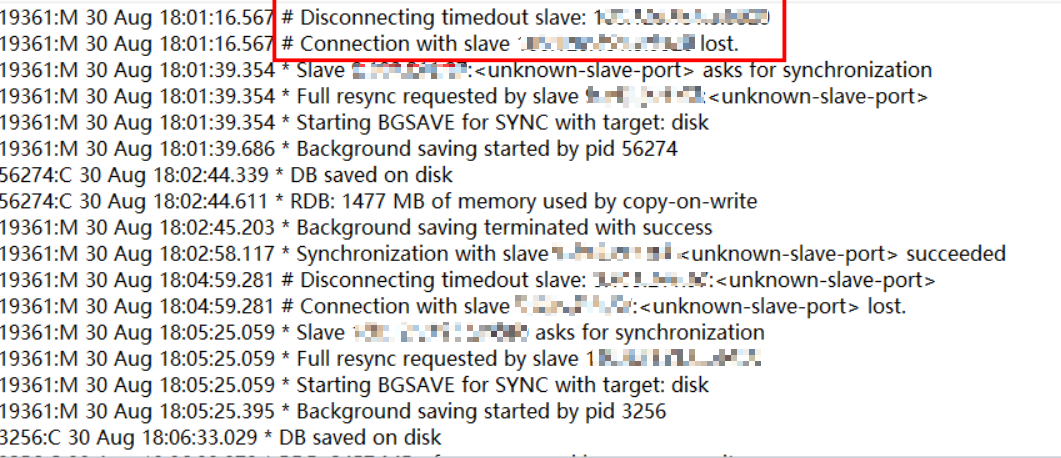 19361:M 30 Aug 18:01:16.567 # Disconnecting timedout slave:
19361:M 30 Aug 18:01:16.567 # Connection with slave lost.
19361:M 30 Aug 18:01:39.354 * Slave :<unknown-slave-port> asks for synchronization
19361:M 30 Aug 18:01:39.354 * Full resync requested by slave :<unknown-slave-port>
19361:M 30 Aug 18:01:39.354 * Starting BGSAVE for SYNC with target: disk
19361:M 30 Aug 18:01:39.686 * Background saving started by pid 56274
56274:C 30 Aug 18:02:44.339 * DB saved on disk
56274:C 30 Aug 18:02:44.611 * RDB: 1477 MB of memory used by copy-on-write
19361:M 30 Aug 18:02:45.203 * Background saving terminated with success
19361:M 30 Aug 18:02:58.117 * Synchronization with slave <unknown-slave-port> succeeded
19361:M 30 Aug 18:04:59.281 # Disconnecting timedout slave: :<unknown-slave-port>
19361:M 30 Aug 18:04:59.281 # Connection with slave :<unknown-slave-port> lost.
19361:M 30 Aug 18:05:25.059 * Slave asks for synchronization
19361:M 30 Aug 18:05:25.059 * Full resync requested by slave
19361:M 30 Aug 18:05:25.059 * Starting BGSAVE for SYNC with target: disk
19361:M 30 Aug 18:05:25.395 * Background saving started by pid 3256
3256:C 30 Aug 18:06:33.029 * DB saved on disk